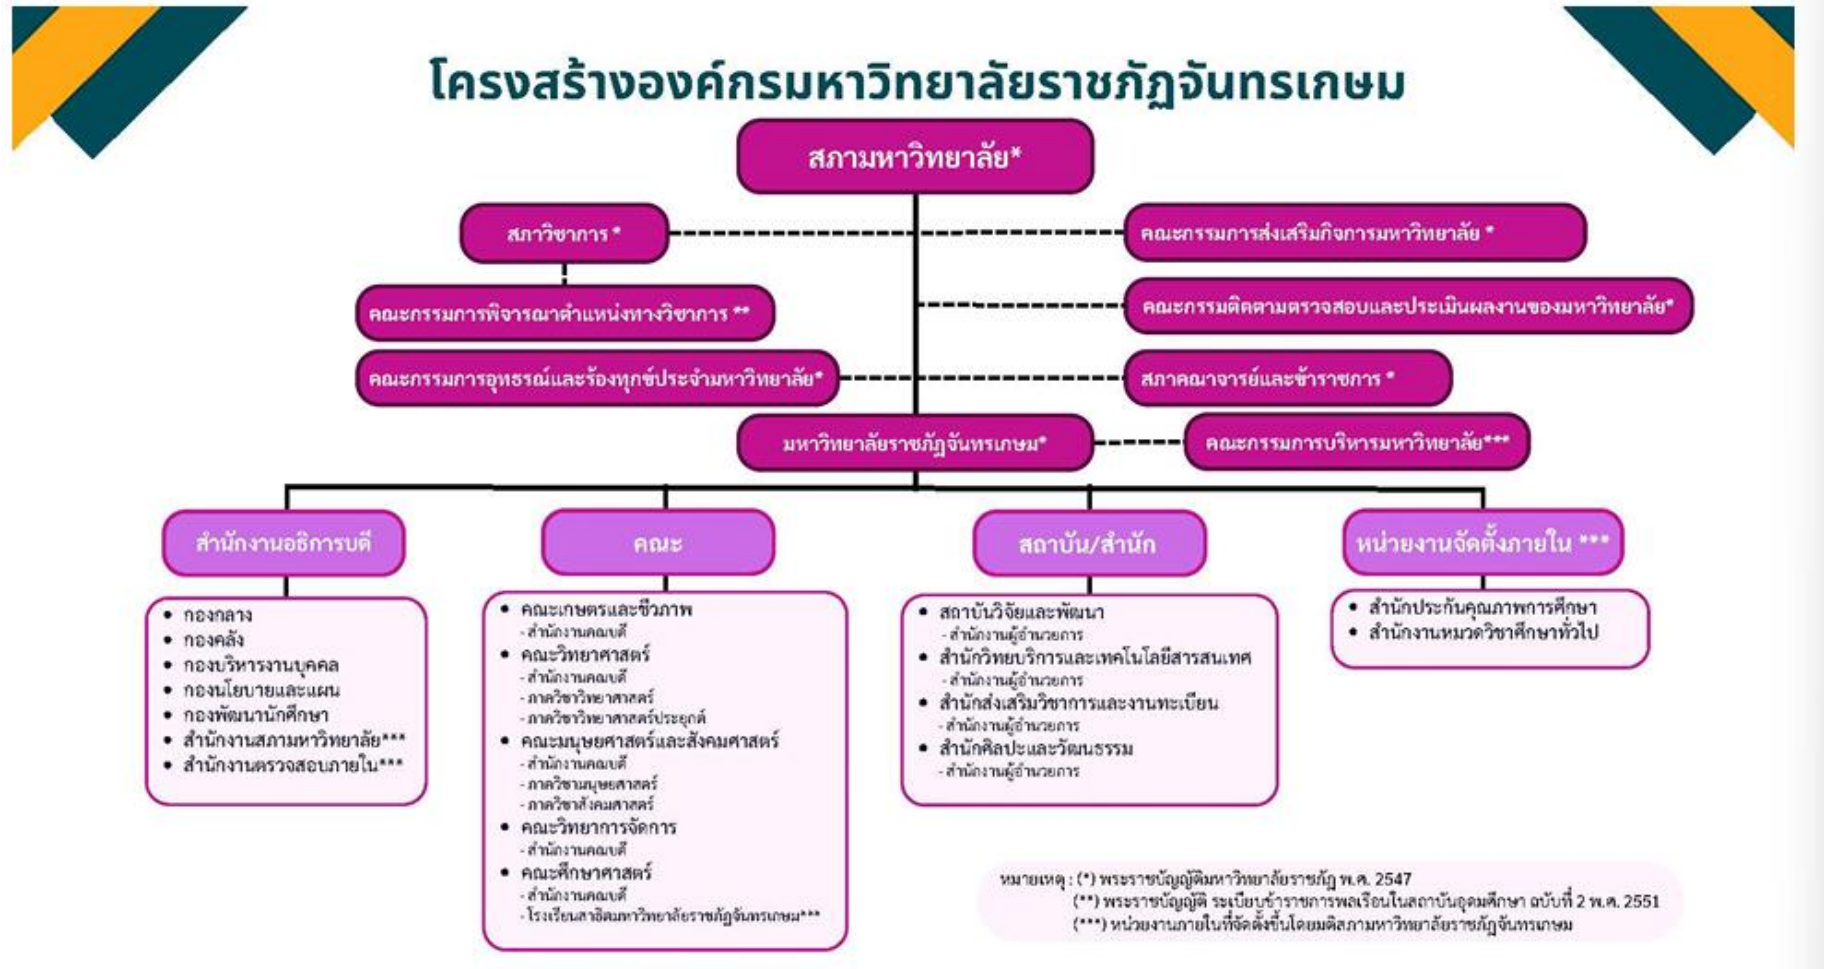 โครงสร้างองค์กรมหาวิทยาลัยราชภัฏจันทรเกษม
สภามหาวิทยาลัย*
สภาวิชาการ *
คณะกรรมการส่งเสริมกิจการมหาวิทยาลัย *
คณะกรรมการพิจารณาตำแหน่งทางวิชาการ **
คณะกรรมติดตามตรวจสอบและประเมินผลงานของมหาวิทยาลัย*
คณะกรรมการอุทธรณ์และร้องทุกข์ประจำมหาวิทยาลัย*
สภาคณาจารย์และข้าราชการ *
มหาวิทยาลัยราชภัฏจันทรเกษม*
คณะกรรมการบริหารมหาวิทยาลัย***
สำนักงานอธิการบดี
• กองกลาง
• กองคลัง
• กองบริหารงานบุคคล
• กองนโยบายและแผน
• กองพัฒนานักศึกษา
• สำนักงานสภามหาวิทยาลัย***
• สำนักงานตรวจสอบภายใน***
คณะ
• คณะเกษตรและชีวภาพ
- สำนักงานคณบดี
• คณะวิทยาศาสตร์
- สำนักงานคณบดี
- ภาควิชาวิทยาศาสตร์
- ภาควิชาวิทยาศาสตร์ประยุกต์
• คณะมนุษยศาสตร์และสังคมศาสตร์
- สำนักงานคณบดี
- ภาควิชามนุษยศาสตร์
- ภาควิชาสังคมศาสตร์
• คณะวิทยาการจัดการ
- สำนักงานคณบดี
• คณะศึกษาศาสตร์
- สำนักงานคณบดี
- โรงเรียนสาธิตมหาวิทยาลัยราชภัฏจันทรเกษม***
สถาบัน/สำนัก
• สถาบันวิจัยและพัฒนา
- สำนักงานผู้อำนวยการ
• สำนักวิทยบริการและเทคโนโลยีสารสนเทศ
- สำนักงานผู้อำนวยการ
• สำนักส่งเสริมวิชาการและงานทะเบียน
- สำนักงานผู้อำนวยการ
• สำนักศิลปะและวัฒนธรรม
- สำนักงานผู้อำนวยการ
หน่วยงานจัดตั้งภายใน ***
• สำนักประกันคุณภาพการศึกษา
• สำนักงานหมวดวิชาศึกษาทั่วไป
หมายเหตุ : (*) พระราชบัญญัติมหาวิทยาลัยราชภัฏ พ.ศ. 2547
(**) พระราชบัญญัติ ระเบียบข้าราชการพลเรือนในสถาบันอุดมศึกษา ฉบับที่ 2 พ.ศ. 2551
(***) หน่วยงานภายในที่จัดตั้งขึ้นโดยมติสภามหาวิทยาลัยราชภัฏจันทรเกษม